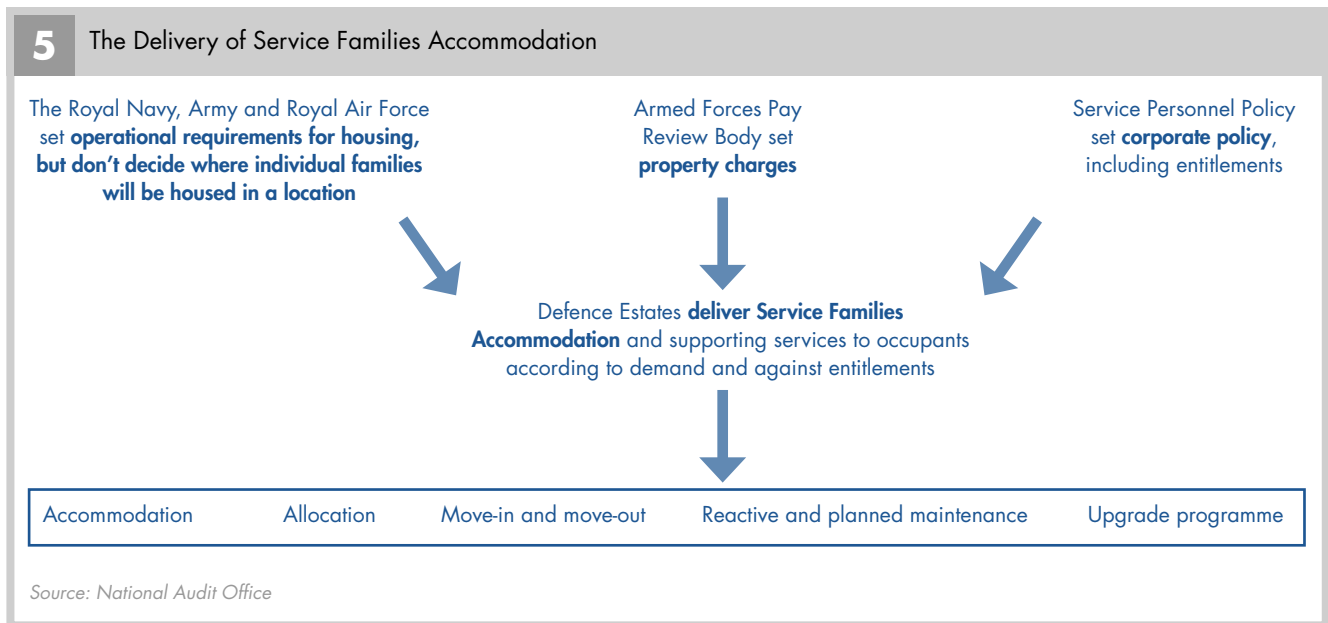 5
The Delivery of Service Families Accommodation
The Royal Navy, Army and Royal Air Force
set operational requirements for housing,
but don't decide where individual families
will be housed in a location
Armed Forces Pay
Review Body set
property charges
Service Personnel Policy
set corporate policy,
including entitlements
Defence Estates deliver Service Families
Accommodation and supporting services to occupants
according to demand and against entitlements
Accommodation Allocation Move-in and move-out Reactive and planned maintenance Upgrade programme
Source: National Audit Office